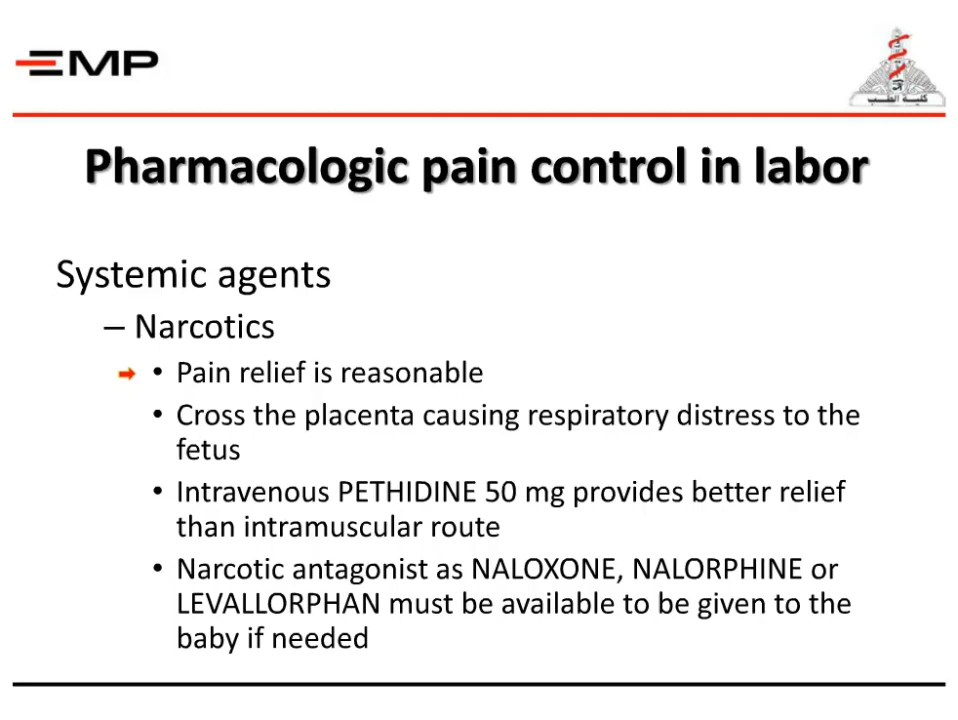 EMP
كلية الطب
Pharmacologic pain control in labor
Systemic agents
– Narcotics
• Pain relief is reasonable
• Cross the placenta causing respiratory distress to the
fetus
• Intravenous PETHIDINE 50 mg provides better relief
than intramuscular route
• Narcotic antagonist as NALOXONE, NALORPHINE or
LEVALLORPHAN must be available to be given to the
baby if needed